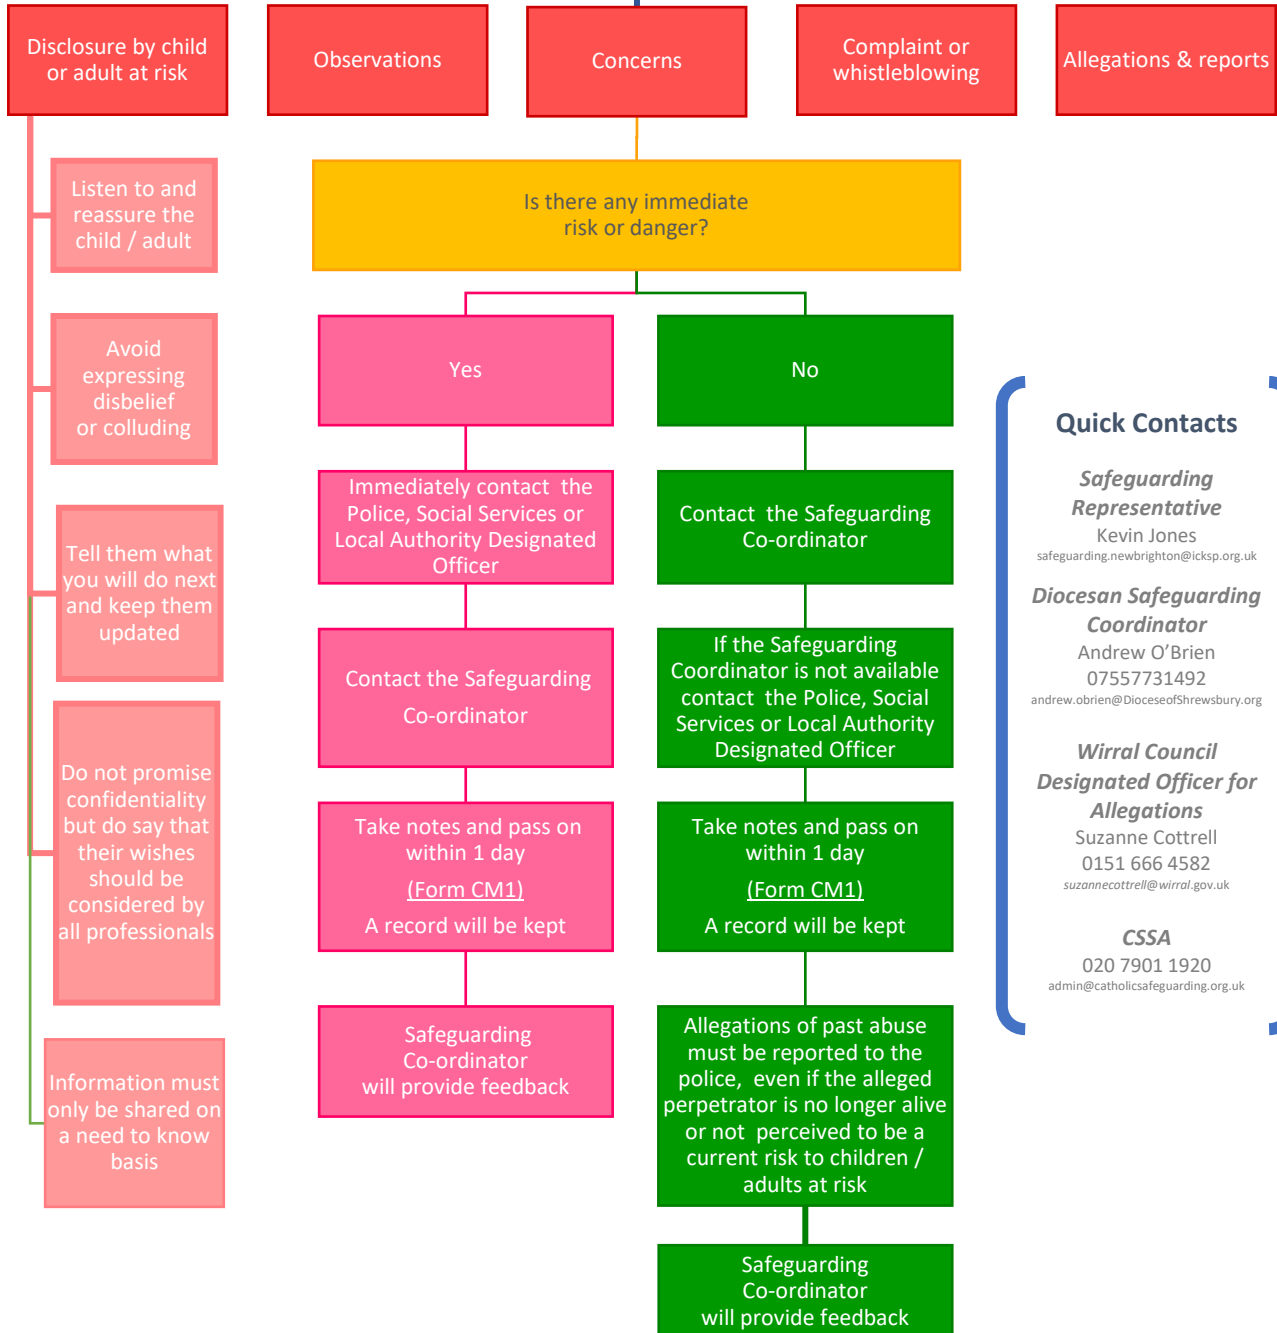 Disclosure by child
or adult at risk
Observations
Concerns
Complaint or
whistleblowing
Allegations & reports
Listen to and
reassure the
child / adult
Avoid
expressing
disbelief
or colluding
Tell them what
you will do next
and keep them
updated
Do not promise
confidentiality
but do say that
their wishes
should be
considered by
all professionals
Information must
only be shared on
a need to know
basis
Is there any immediate
risk or danger?
Yes
Immediately contact the
Police, Social Services or
Local Authority Designated
Officer
Contact the Safeguarding
Co-ordinator
Take notes and pass on
within 1 day
(Form CM1)
A record will be kept
Safeguarding
Co-ordinator
will provide feedback
No
Contact the Safeguarding
Co-ordinator
If the Safeguarding
Coordinator is not available
contact the Police, Social
Services or Local Authority
Designated Officer
Take notes and pass on
within 1 day
(Form CM1)
A record will be kept
Allegations of past abuse
must be reported to the
police, even if the alleged
perpetrator is no longer alive
or not perceived to be a
current risk to children /
adults at risk
Safeguarding
Co-ordinator
will provide feedback
Quick Contacts
Safeguarding
Representative
Kevin Jones
safeguarding.newbrighton@icksp.org.uk
Diocesan Safeguarding
Coordinator
Andrew O’Brien
07557731492
andrew.obrien@DioceseofShrewsbury.org
Wirral Council
Designated Officer for
Allegations
Suzanne Cottrell
0151 666 4582
suzannecottrell@wirral.gov.uk
CSSA
020 7901 1920
admin@catholicsafeguarding.org.uk